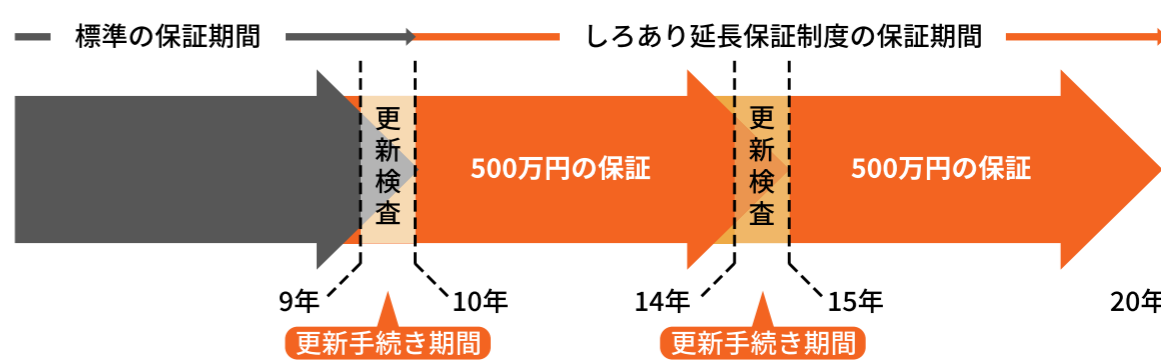 標準の保証期間
しろあり延長保証制度の保証期間
更新検査
500万円の保証
更新検査
500万円の保証
9年
10年
14年
15年
20年
更新手続き期間
更新手続き期間